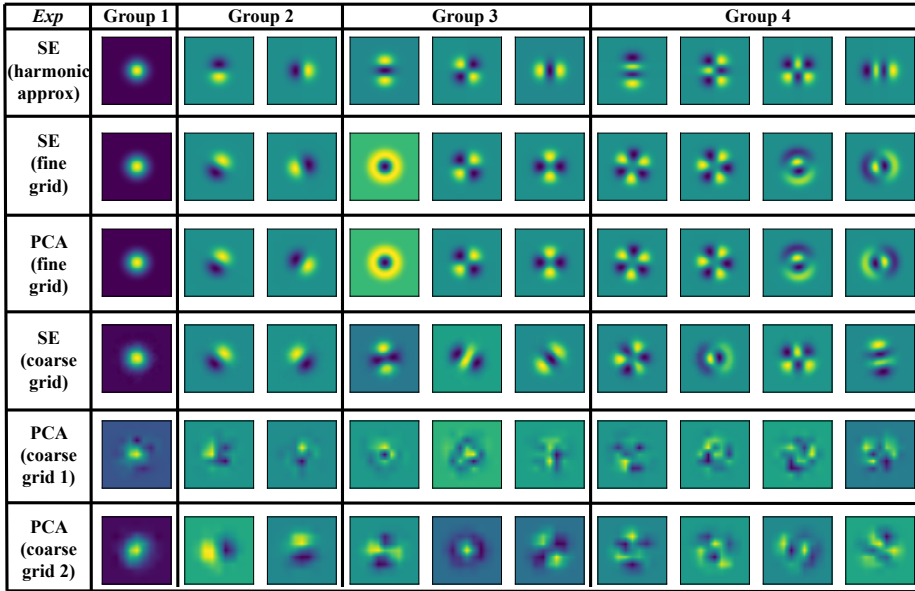 Exp Group 1 Group 2 Group 3 Group 4
SE
(harmonic
approx)
SE
(fine
grid)
PCA
(fine
grid)
SE
(coarse
grid)
PCA
(coarse
grid 1)
PCA
(coarse
grid 2)